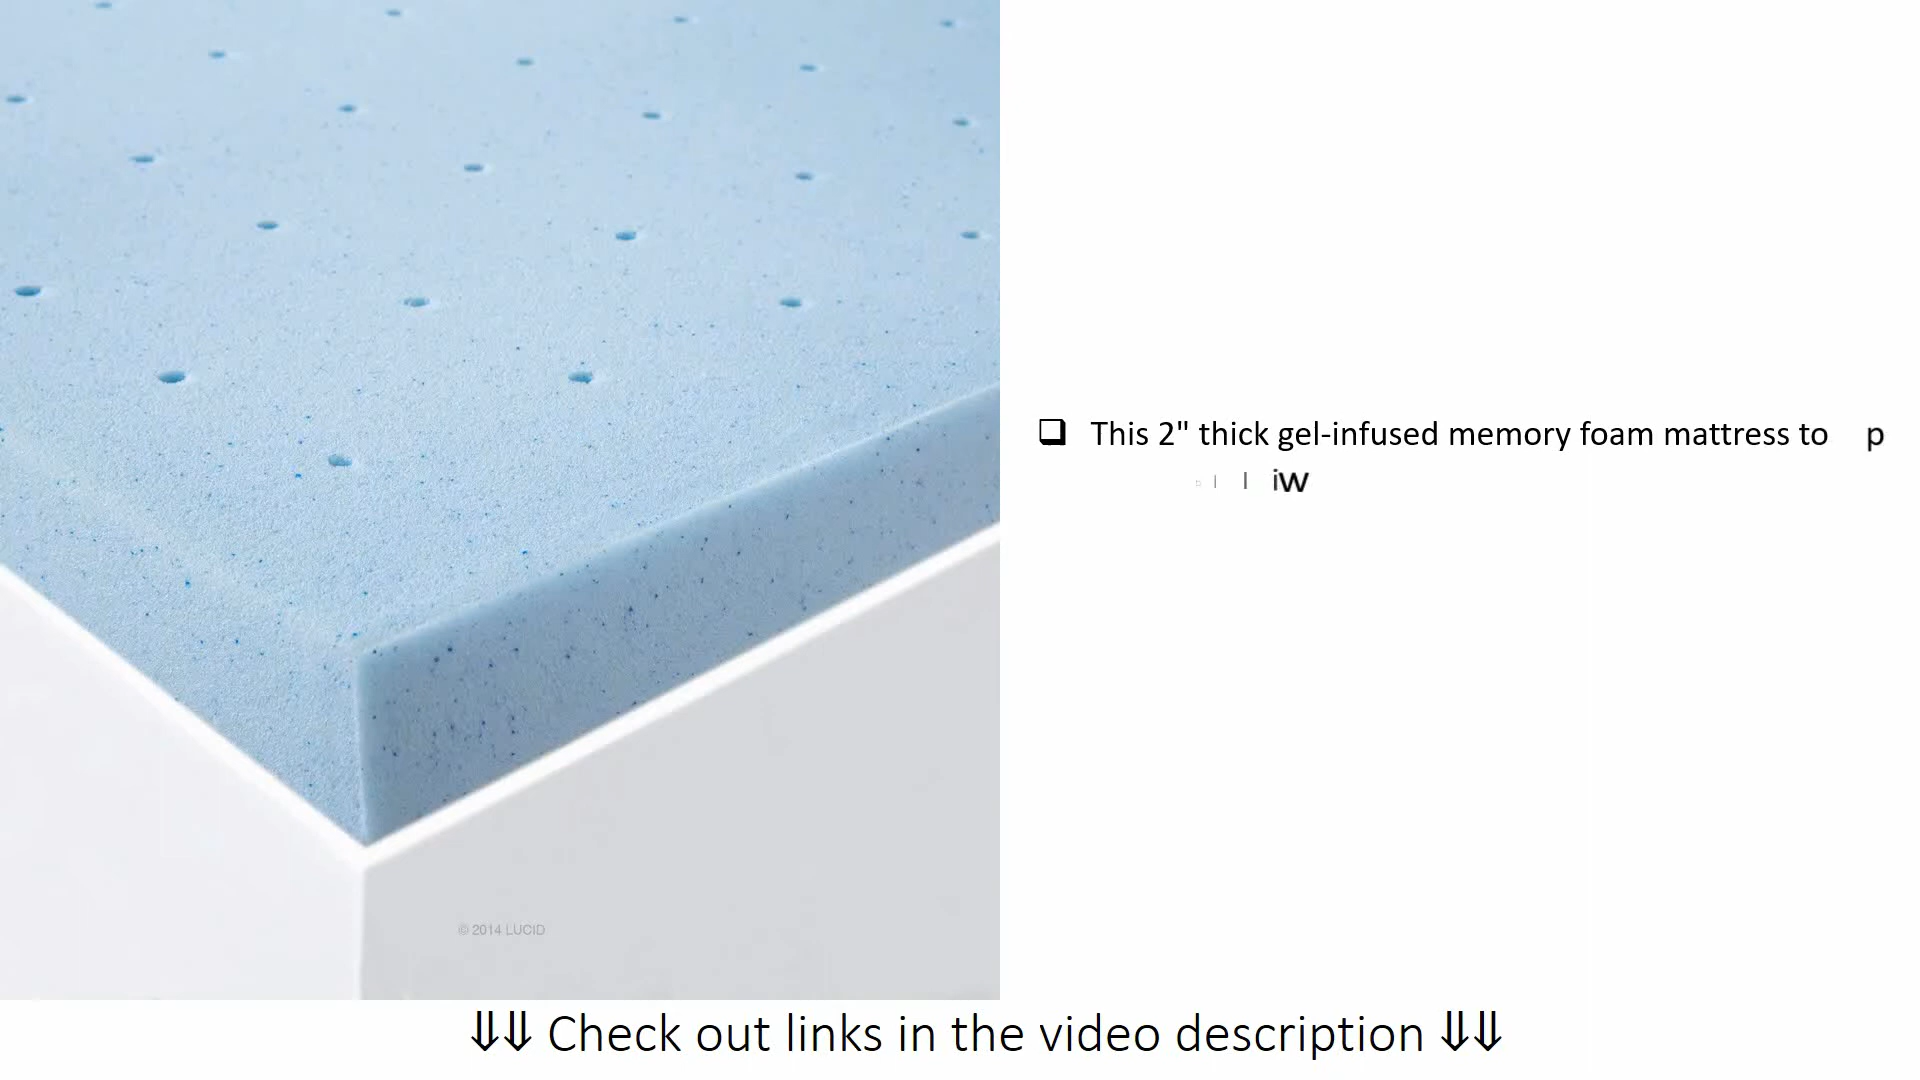 This 2" thick gel-infused memory foam mattress to p
© 2014 LUCID
⇓⇓ Check out links in the video description ⇓⇓